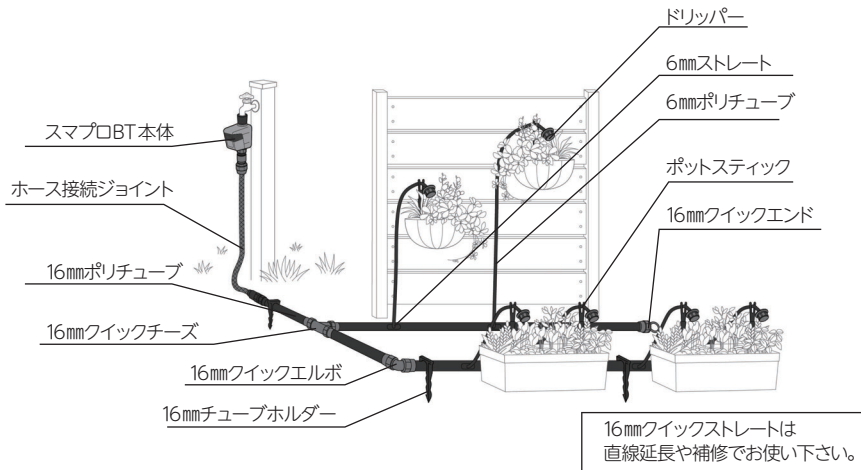 ドリッパー
6㎜ストレート
6㎜ポリチューブ
スマプロBT本体
ポットスティック
ホース接続ジョイント
16㎜クイックエンド
16㎜ポリチューブ
16㎜クイックチーズ
16㎜クイックエルボ
16㎜チューブホルダー
16㎜クイックストレートは
直線延長や補修でお使い下さい。